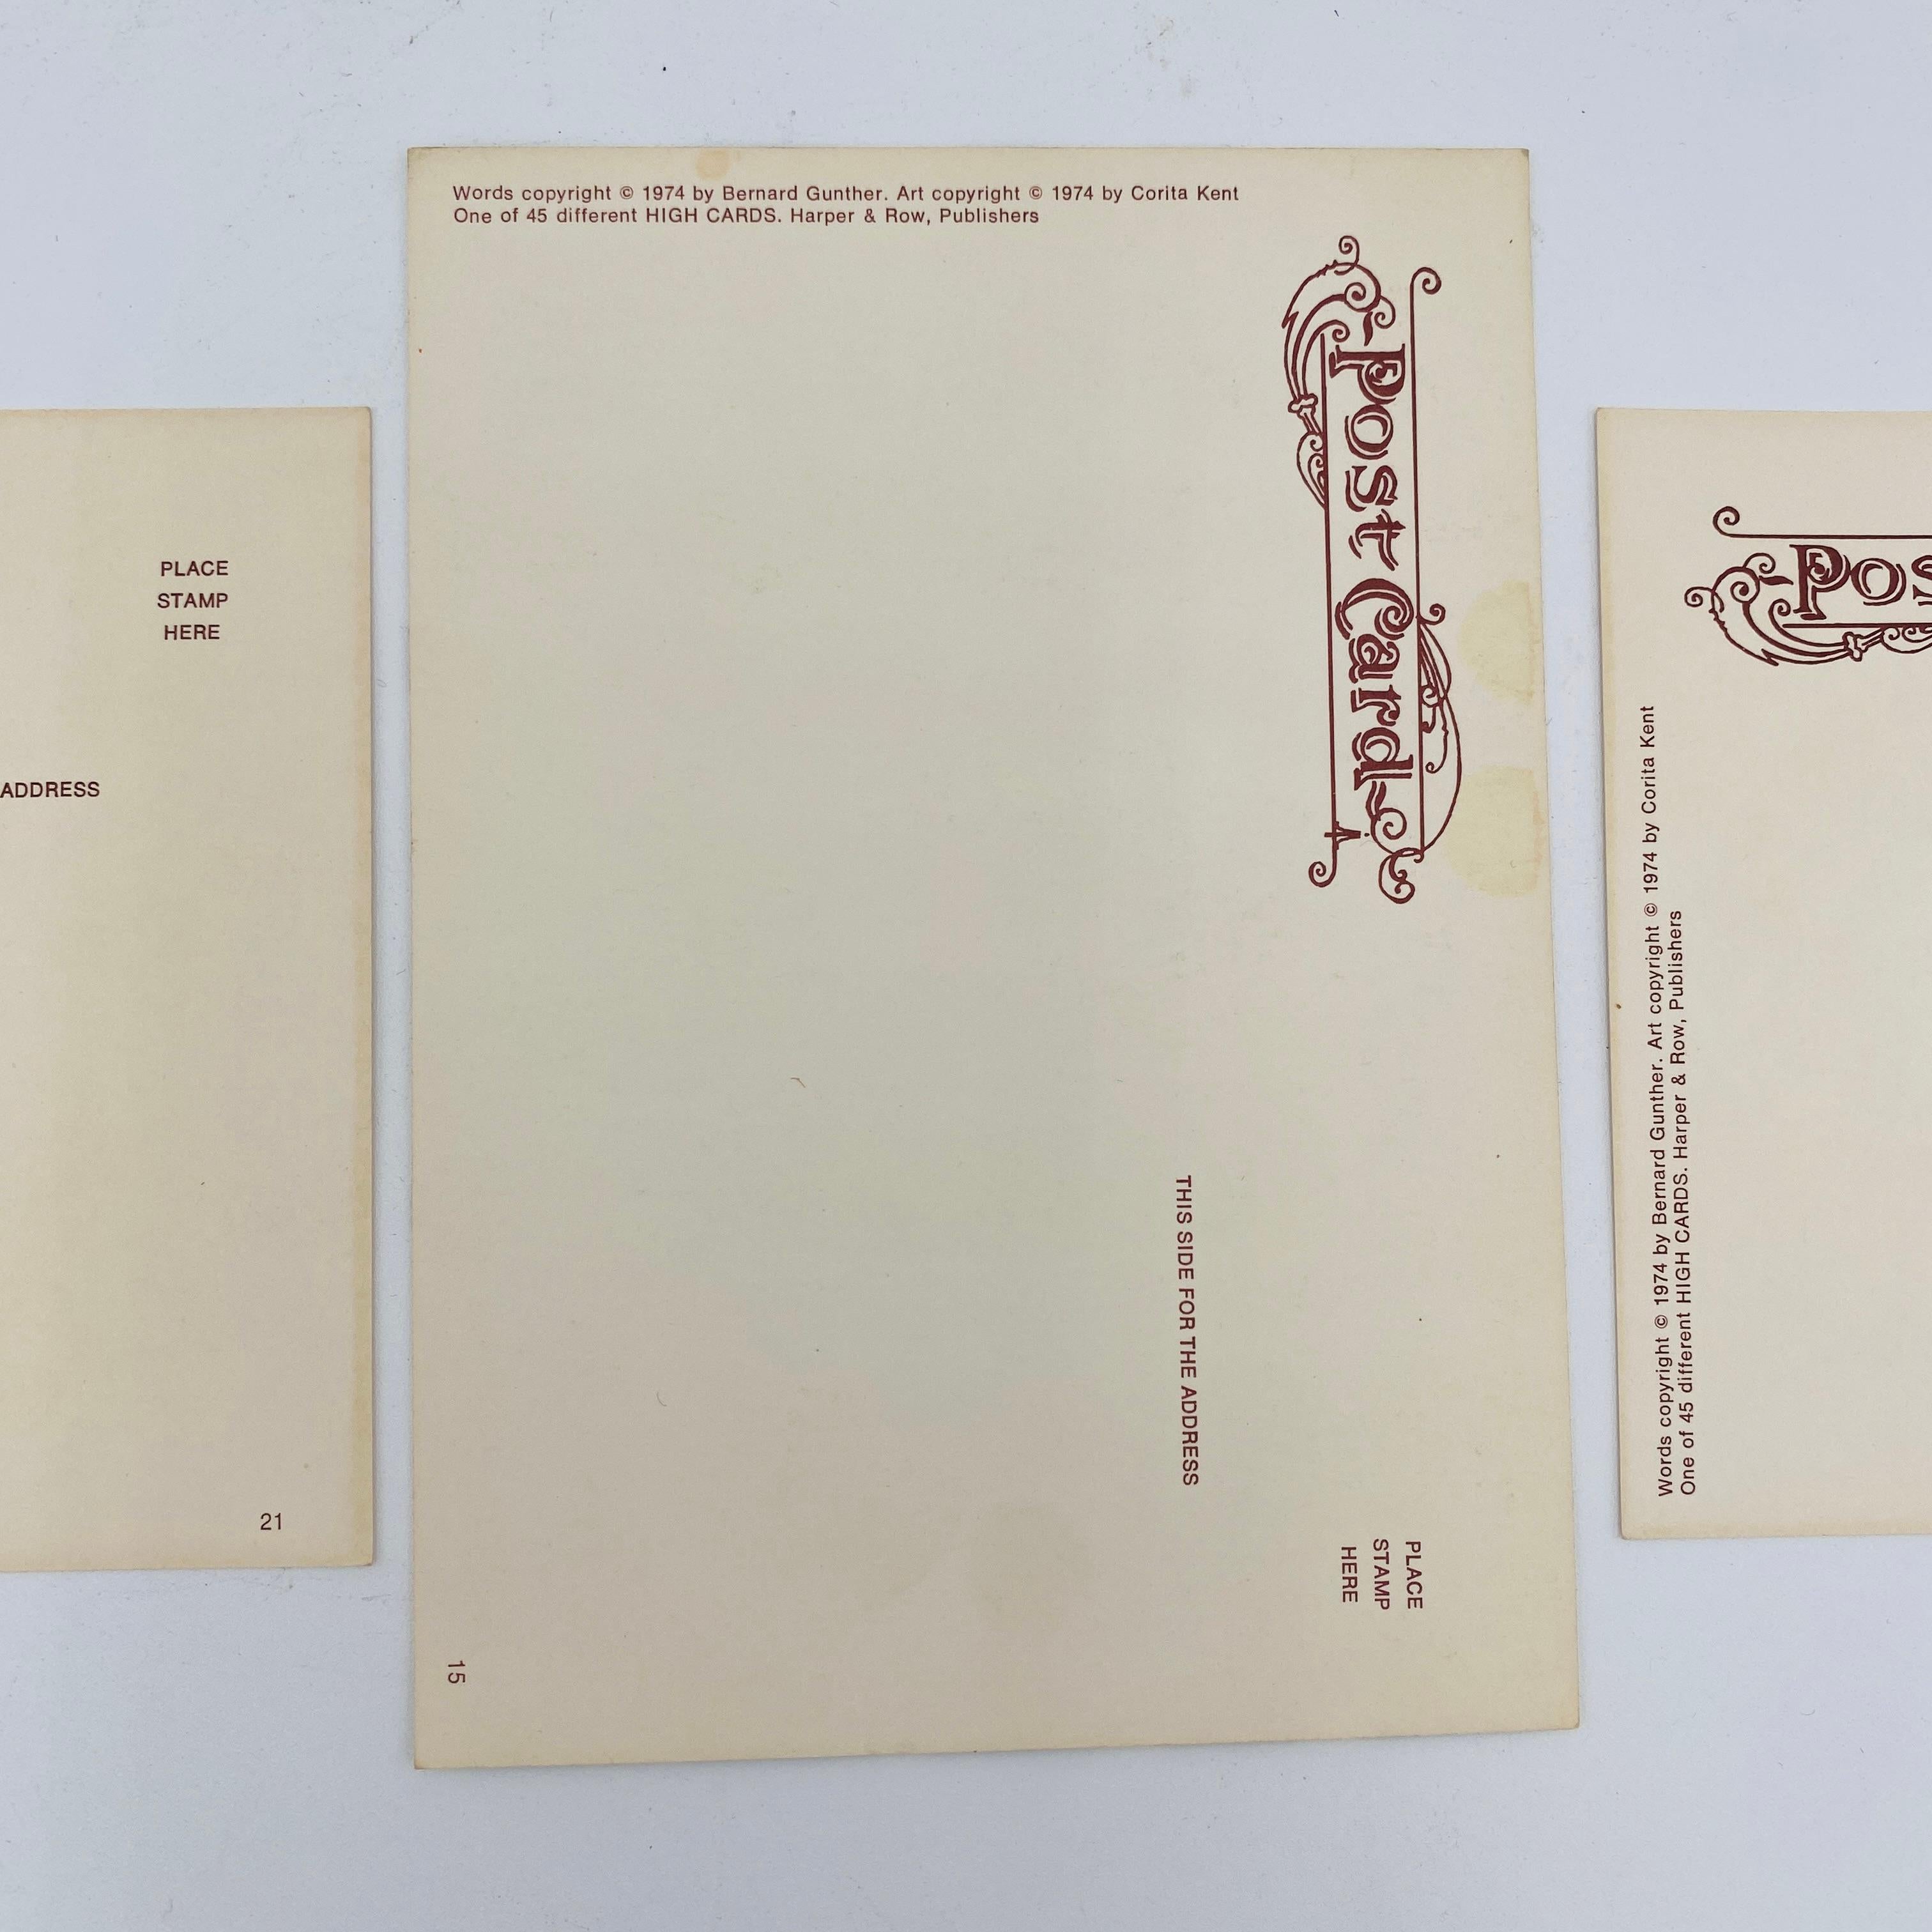 PLACE
STAMP
HERE
ADDRESS
21
Words copyright © 1974 by Bernard Gunther. Art copyright © 1974 by Corita Kent
One of 45 different HIGH CARDS. Harper & Row, Publishers
Post Card
THIS SIDE FOR THE ADDRESS
PLACE
STAMP
HERE
15
Pos
Words copyright © 1974 by Bernard Gunther. Art copyright © 1974 by Corita Kent
One of 45 different HIGH CARDS. Harper & Row, Publishers